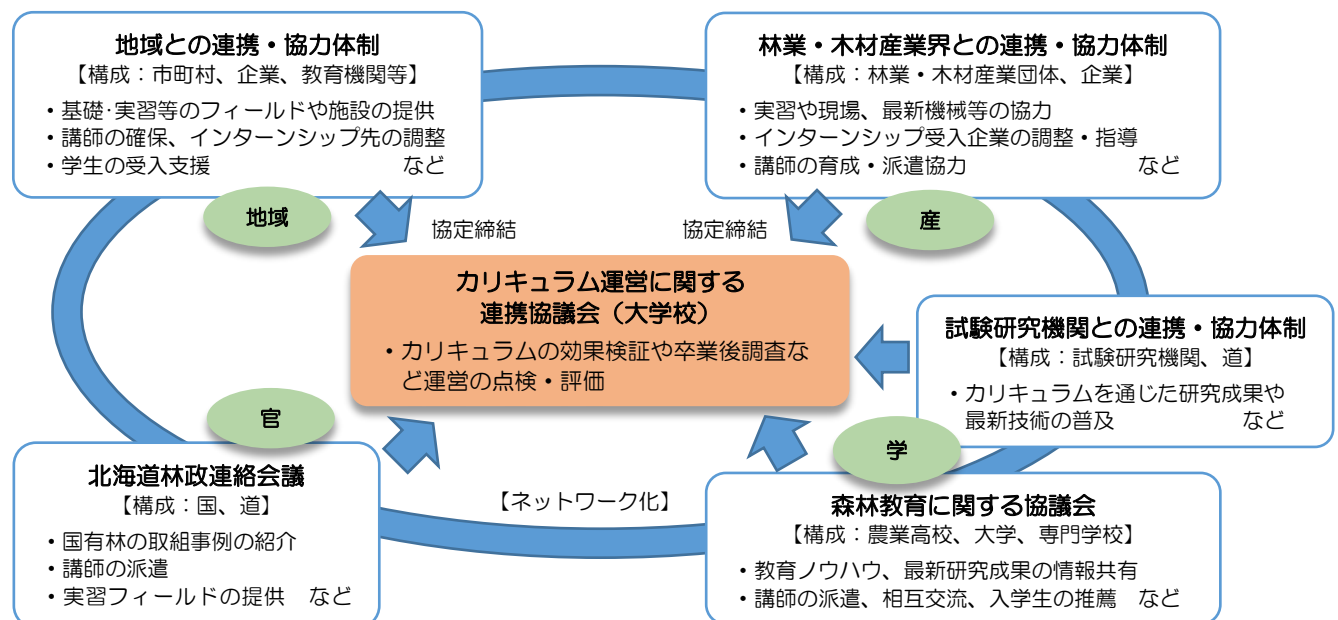 地域との連携・協力体制
【構成：市町村、企業、教育機関等】
・基礎･実習等のフィールドや施設の提供
・講師の確保、インターンシップ先の調整
・学生の受入支援　など
地域
林業・木材産業界との連携・協力体制
【構成：林業・木材産業団体、企業】
・実習や現場、最新機械等の協力
・インターンシップ受入企業の調整・指導
・講師の育成・派遣協力　など
産
協定締結
協定締結
カリキュラム運営に関する
連携協議会（大学校）
・カリキュラムの効果検証や卒業後調査な
ど運営の点検・評価
試験研究機関との連携・協力体制
【構成：試験研究機関、道】
・カリキュラムを通じた研究成果や
最新技術の普及　など
官
北海道林政連絡会議
【構成：国、道】
・国有林の取組事例の紹介
・講師の派遣
・実習フィールドの提供　など
【ネットワーク化】
学
森林教育に関する協議会
【構成：農業高校、大学、専門学校】
・教育ノウハウ、最新研究成果の情報共有
・講師の派遣、相互交流、入学生の推薦　など